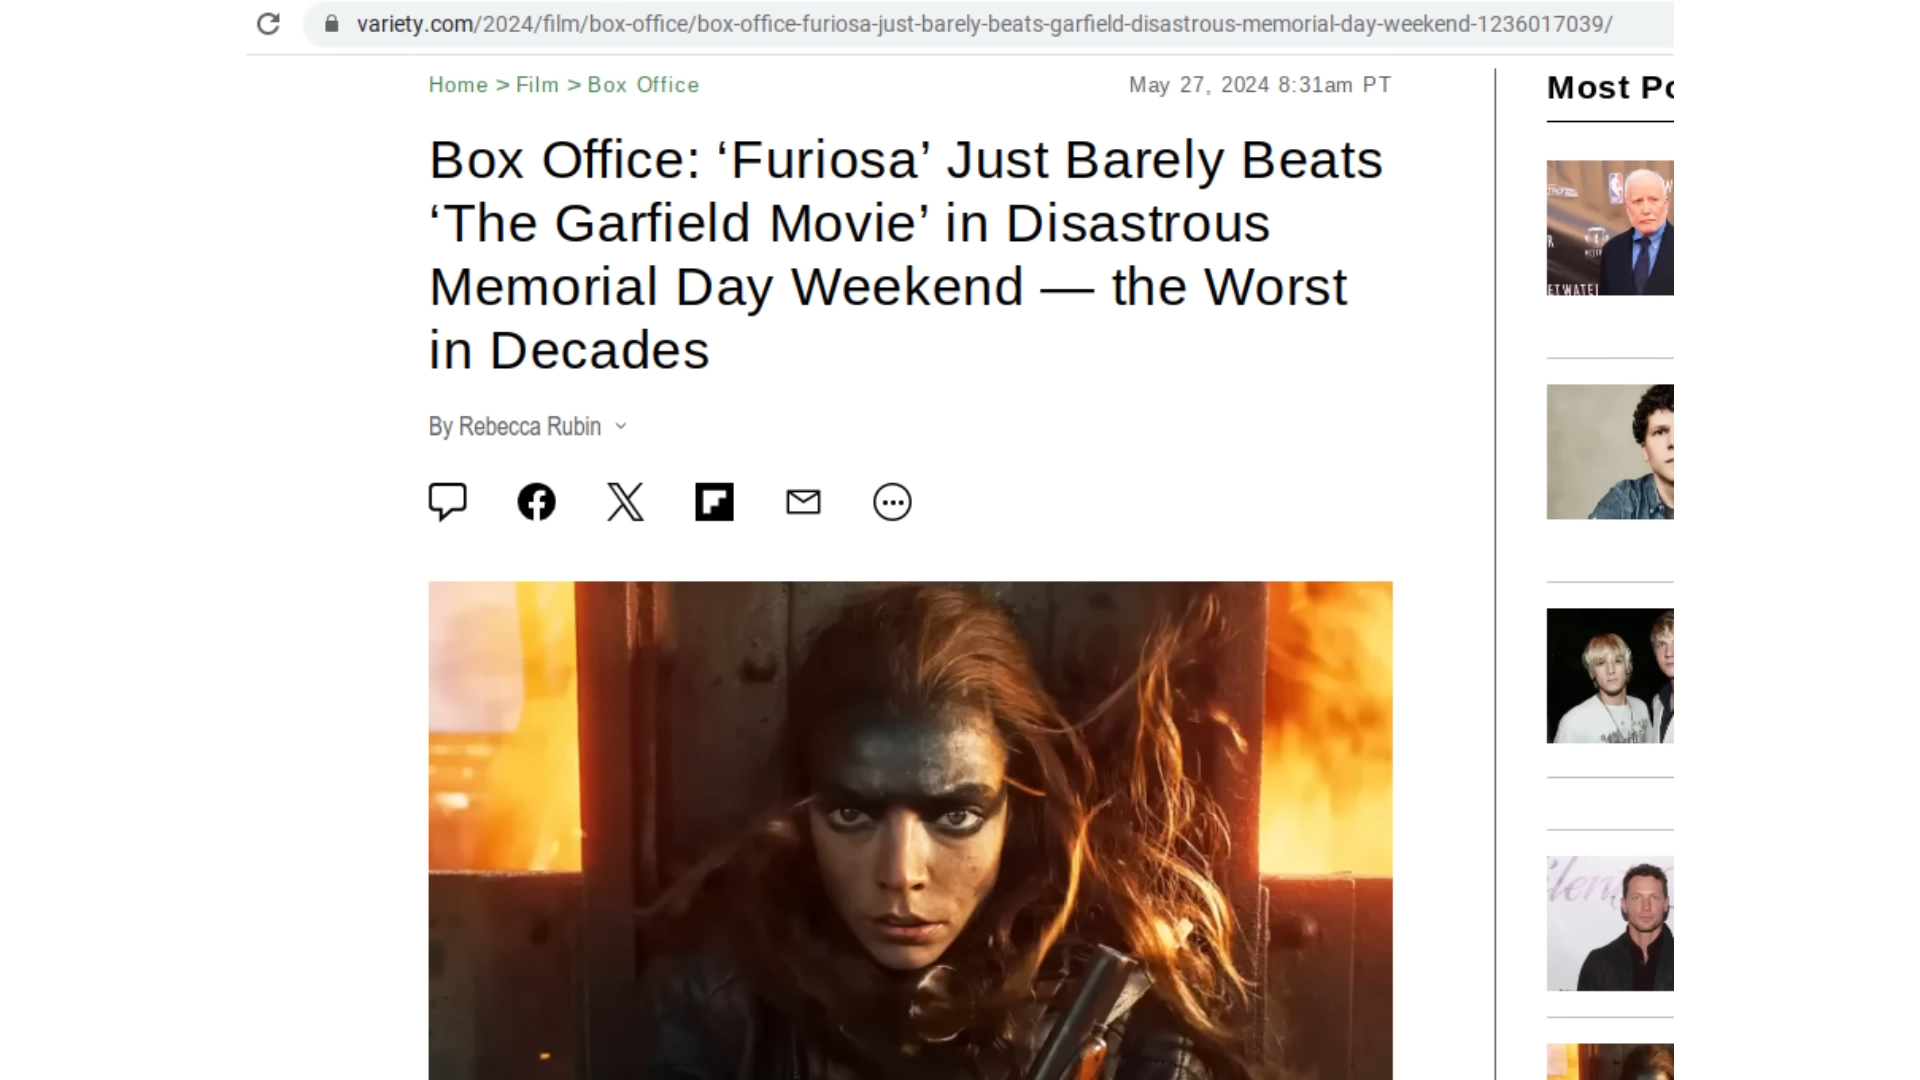 variety.com/2024/film/box-office/box-office-furiosa-just-barely-beats-garfield-disastrous-memorial-day-weekend-1236017039/
Home > Film > Box Office
May 27, 2024 8:31am PT
Box Office: ‘Furiosa’ Just Barely Beats
‘The Garfield Movie’ in Disastrous
Memorial Day Weekend — the Worst
in Decades
By Rebecca Rubin
Most Po